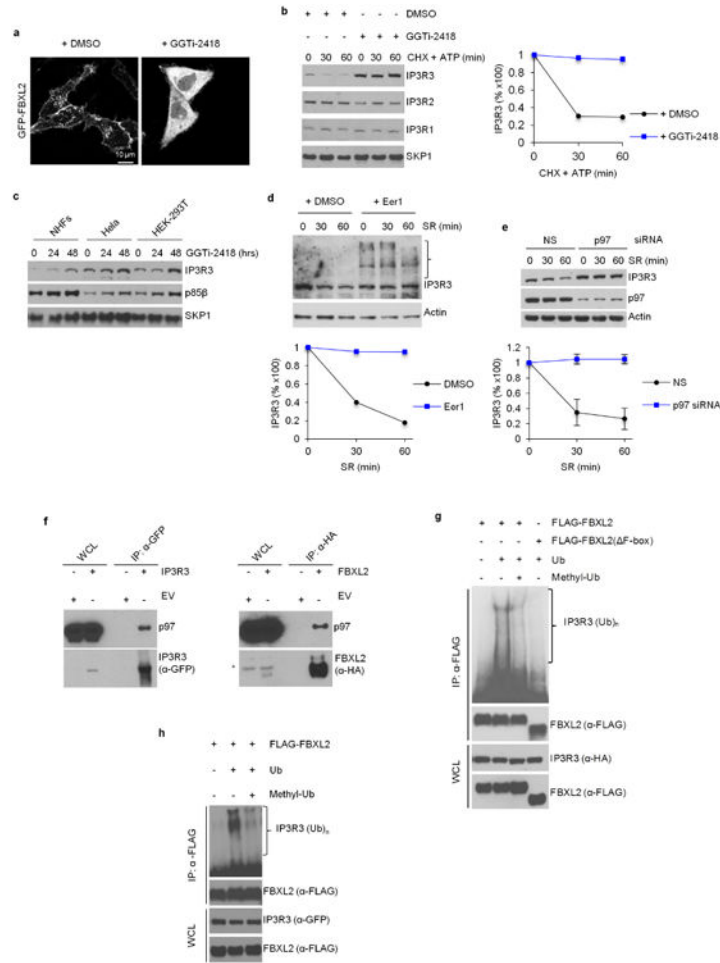 a
+ DMSO + GGTi-2418
GFP-FBXL2
10 µm
b
+ + + - - - DMSO
- - - + + + GGTi-2418
0 30 60 0 30 60 CHX + ATP (min)
IP3R3
IP3R2
IP3R1
SKP1
IP3R3 (% x100)
1
0.8
0.6
0.4
0.2
0
0 30 60
CHX + ATP (min)
+ DMSO
+ GGTi-2418
c
NHFs Hela HEK-293T
0 24 48 0 24 48 0 24 48 GGTi-2418 (hrs)
IP3R3
p85β
SKP1
d
+ DMSO + Eer1
SR (min)
0 30 60 0 30 60
IP3R3
Actin
IP3R3 (% x100)
1
0.8
0.6
0.4
0.2
0
0 30 60
SR (min)
DMSO
Eer1
e
NS p97 siRNA
0 30 60 0 30 60 SR (min)
IP3R3
p97
Actin
IP3R3 (% x100)
1.2
1
0.8
0.6
0.4
0.2
0
0 30 60
SR (min)
NS
p97 siRNA
f
WCL IP: α-GFP
- + - + IP3R3
+ - + - EV
p97
IP3R3
(α-GFP)
WCL IP: α-HA
- + - + FBXL2
+ - + - EV
p97
FBXL2
(α-HA)
*
g
+ + + - FLAG-FBXL2
- - - + FLAG-FBXL2(ΔF-box)
- + + + Ub
- - + - Methyl-Ub
IP: α-FLAG
IP3R3 (Ub)n
FBXL2 (α-FLAG)
WCL
IP3R3 (α-HA)
FBXL2 (α-FLAG)
h
+ + + FLAG-FBXL2
- + + Ub
- - + Methyl-Ub
IP: α-FLAG
IP3R3 (Ub)n
FBXL2 (α-FLAG)
WCL
IP3R3 (α-GFP)
FBXL2 (α-FLAG)